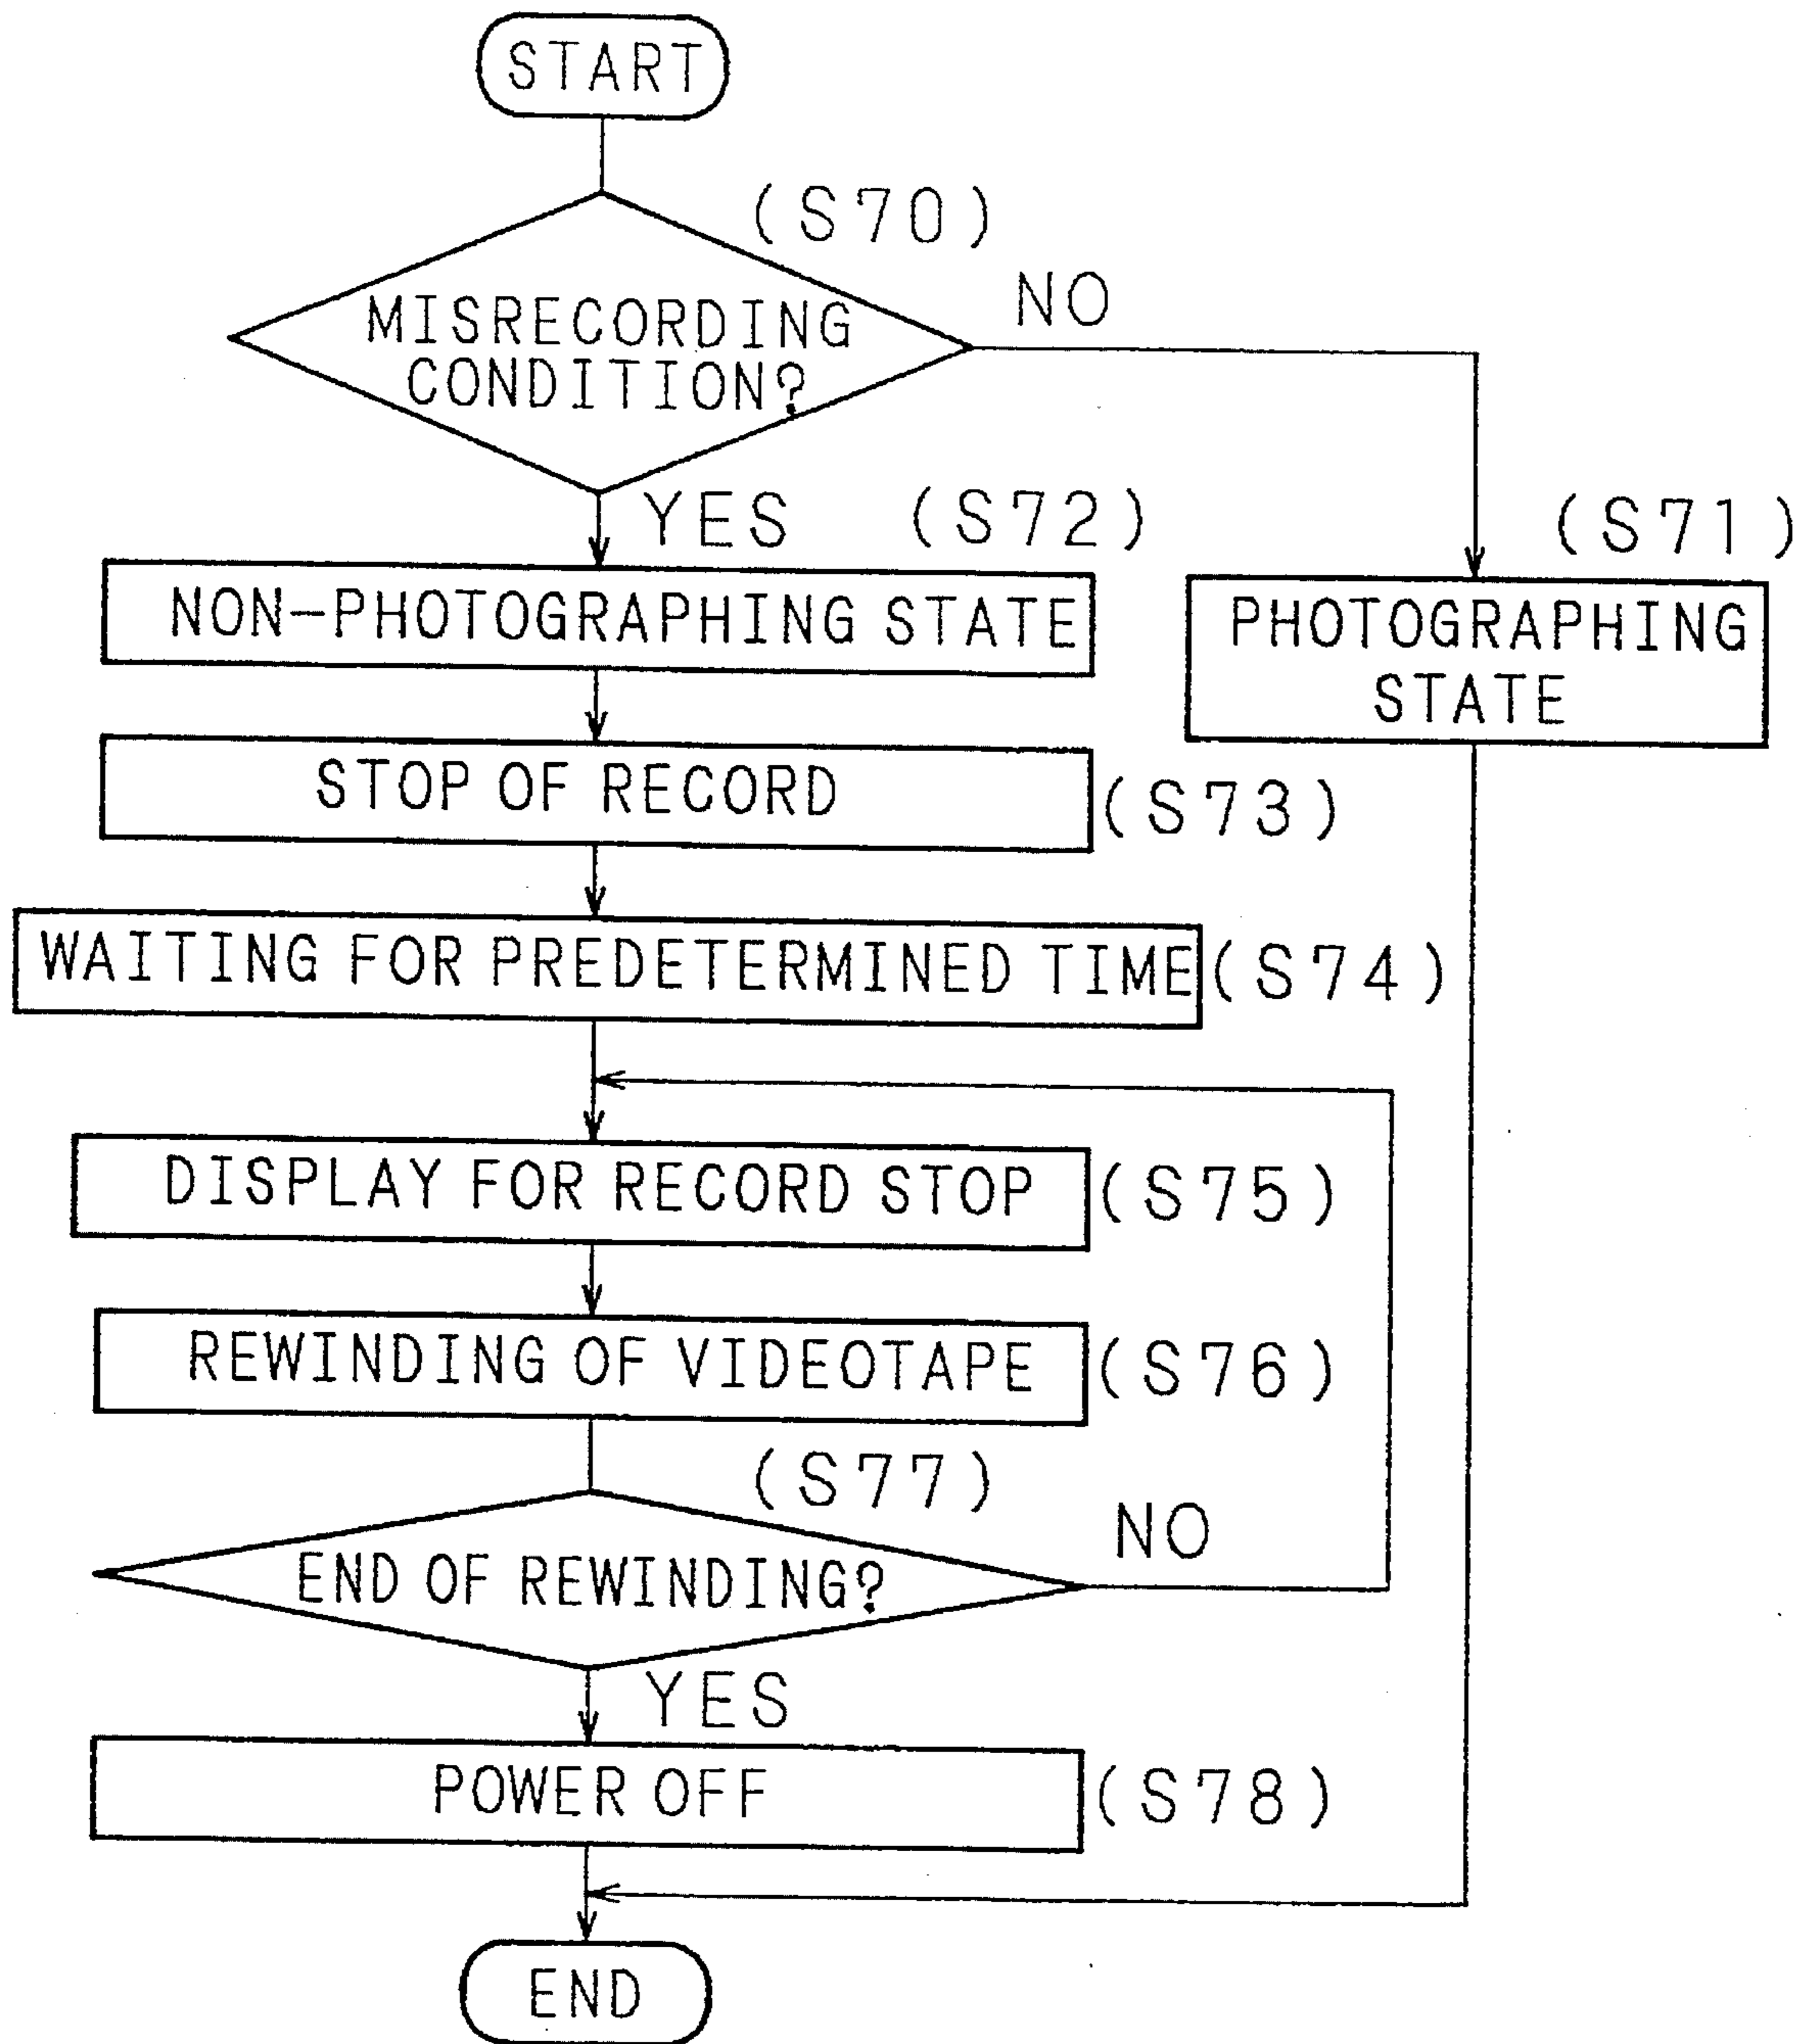 START
(S70)
NO
MISRECORDING
CONDITION?
YES
(S72)
(S71)
NON-PHOTOGRAPHING STATE
PHOTOGRAPHING
STATE
STOP OF RECORD
(S73)
WAITING FOR PREDETERMINED TIME
(S74)
DISPLAY FOR RECORD STOP
(S75)
REWINDING OF VIDEOTAPE
(S76)
(S77)
NO
END OF REWINDING?
YES
POWER OFF
(S78)
END